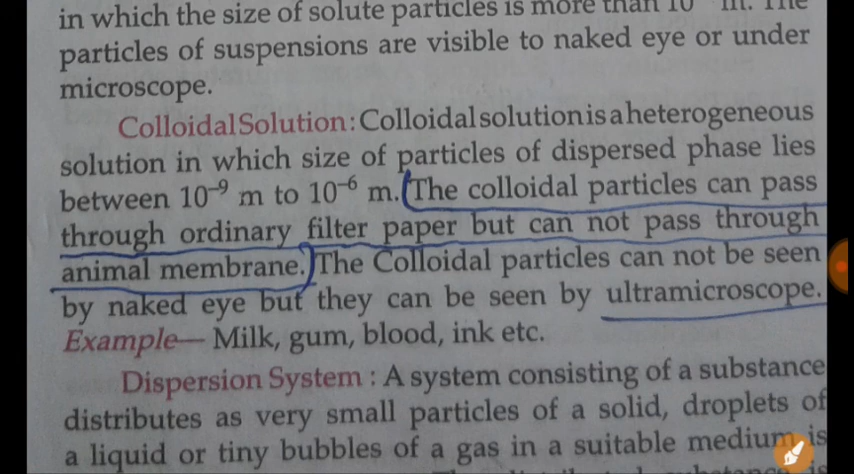 in which the size of solute particles is more than 10 m. The
particles of suspensions are visible to naked eye or under
microscope.
Colloidal Solution : Colloidal solution is a heterogeneous
solution in which size of particles of dispersed phase lies
between 10⁻⁹ m to 10⁻⁶ m. (The colloidal particles can pass
through ordinary filter paper but can not pass through
animal membrane.) The Colloidal particles can not be seen
by naked eye but they can be seen by ultramicroscope.
Example— Milk, gum, blood, ink etc.
Dispersion System : A system consisting of a substance
distributes as very small particles of a solid, droplets of
a liquid or tiny bubbles of a gas in a suitable medium is